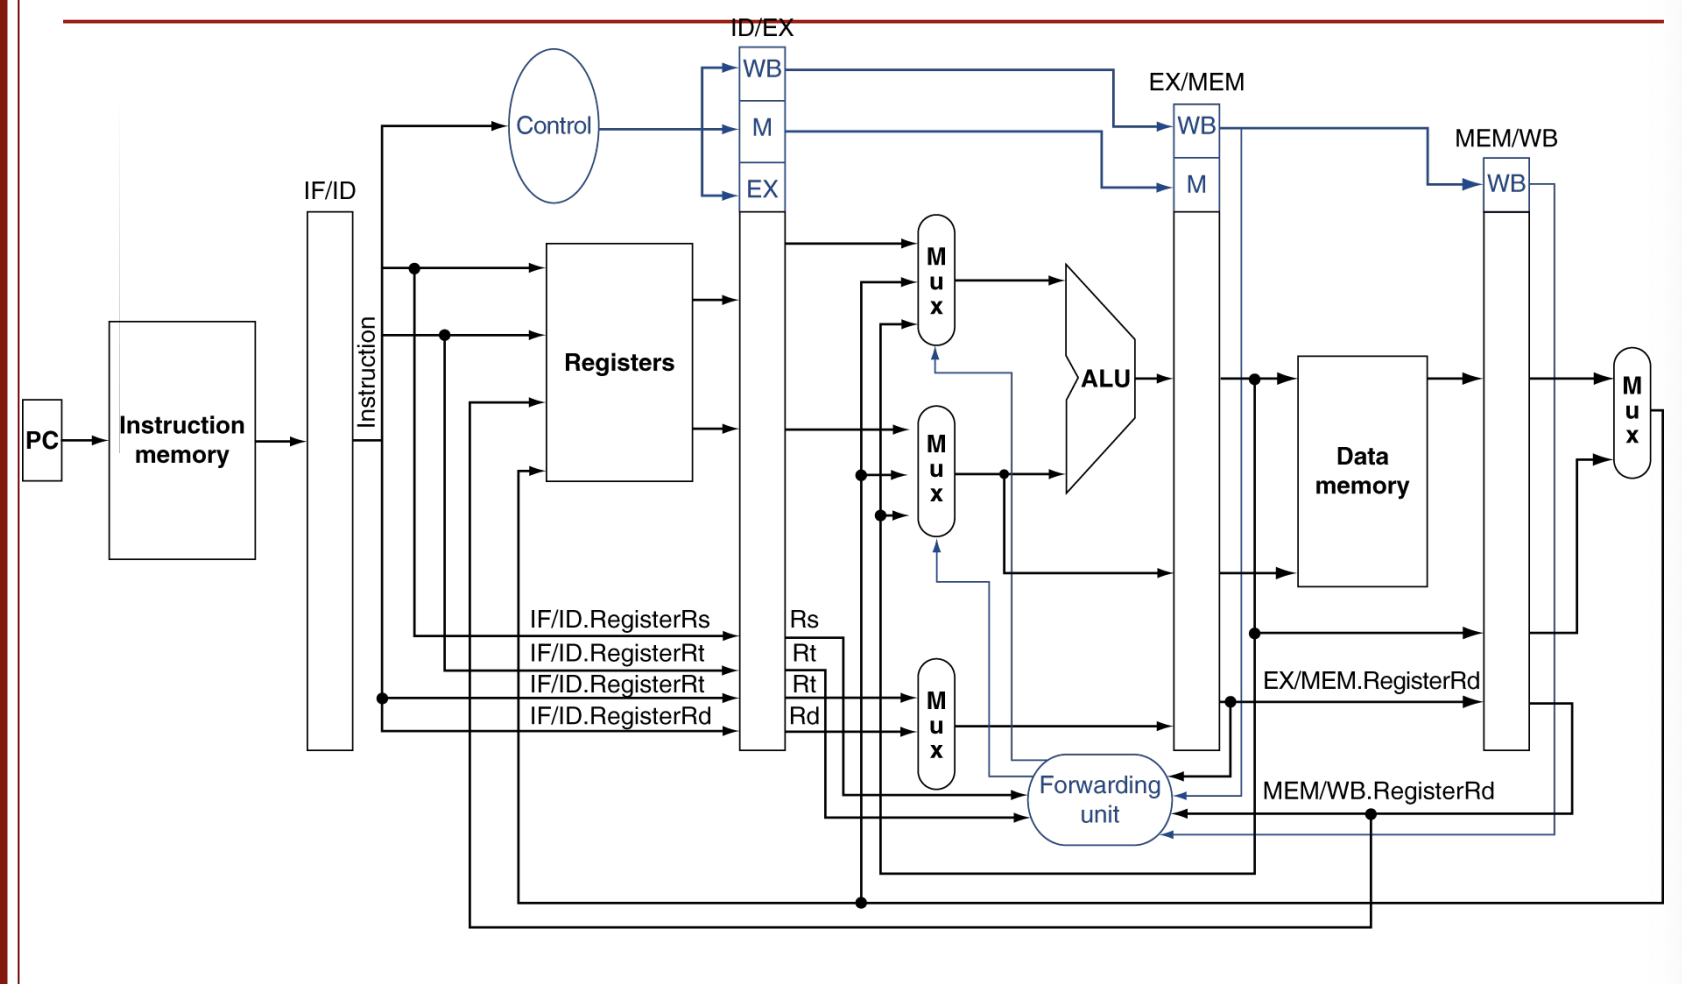 ID/EX
WB
EX/MEM
Control
M
WB
MEM/WB
IF/ID
EX
M
WB
M
u
x
Instruction
Registers
ALU
M
u
x
PC
Instruction
memory
M
u
x
Data
memory
IF/ID.RegisterRs
Rs
IF/ID.RegisterRt
Rt
IF/ID.RegisterRt
Rt
IF/ID.RegisterRd
Rd
M
u
x
EX/MEM.RegisterRd
Forwarding
unit
MEM/WB.RegisterRd